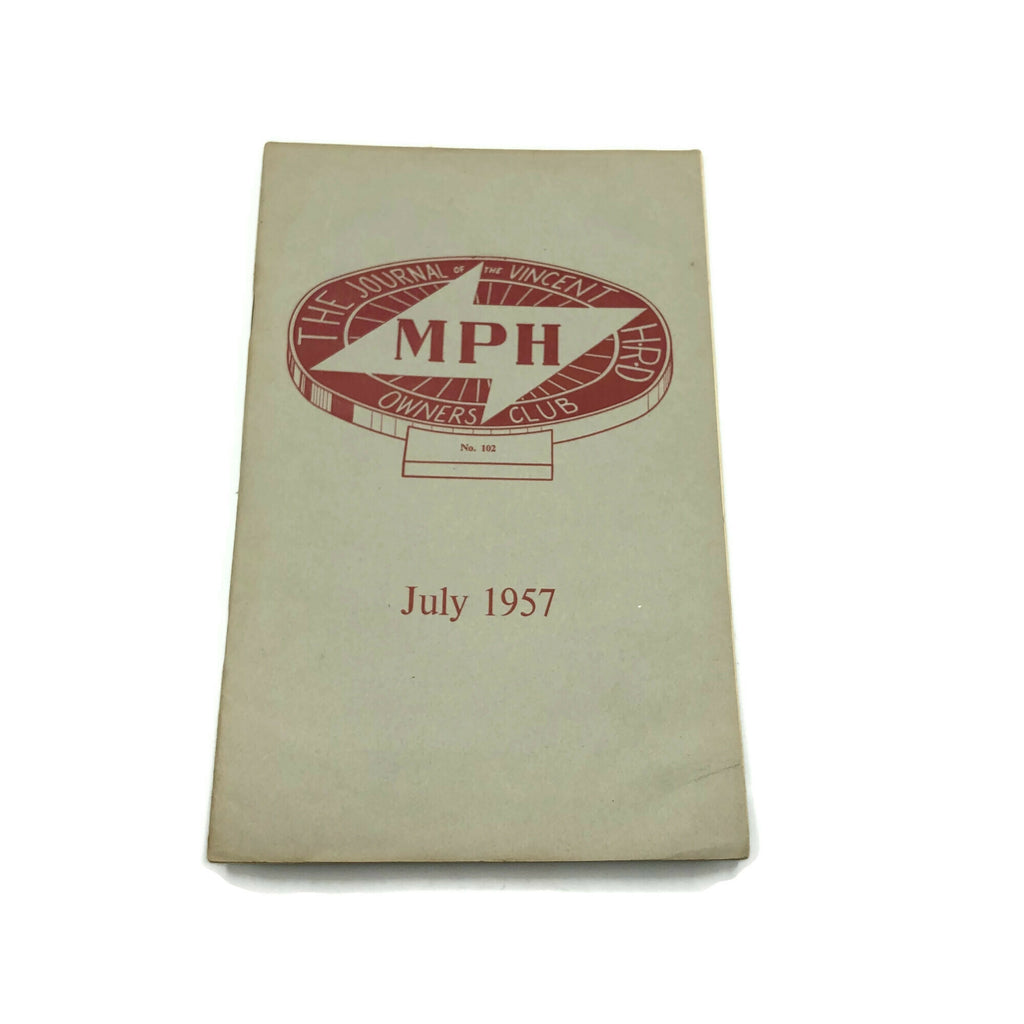 THE JOURNAL OF THE VINCENT H·R·D
MPH
OWNERS CLUB
No. 102
July 1957